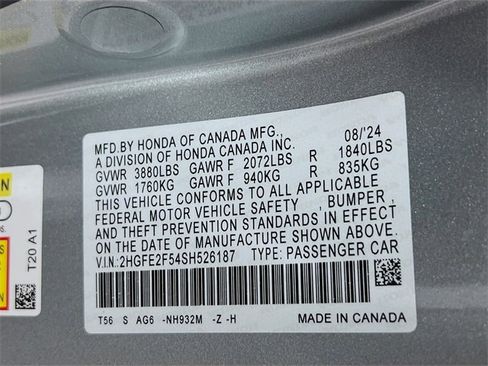 MFD.BY HONDA OF CANADA MFG., 08/'24
A DIVISION OF HONDA CANADA INC.
GVWR 3880LBS GAWR F 2072LBS R 1840LBS
GVWR 1760KG GAWR F 940KG R 835KG
THIS VEHICLE CONFORMS TO ALL APPLICABLE
FEDERAL MOTOR VEHICLE SAFETY , BUMPER ,
AND THEFT PREVENTION STANDARDS IN EFFECT
ON THE DATE OF MANUFACTURE SHOWN ABOVE.
V.I.N:2HGFE2F54SH526187 TYPE: PASSENGER CAR
T56 S AG6 -NH932M -Z -H MADE IN CANADA
T20 A1